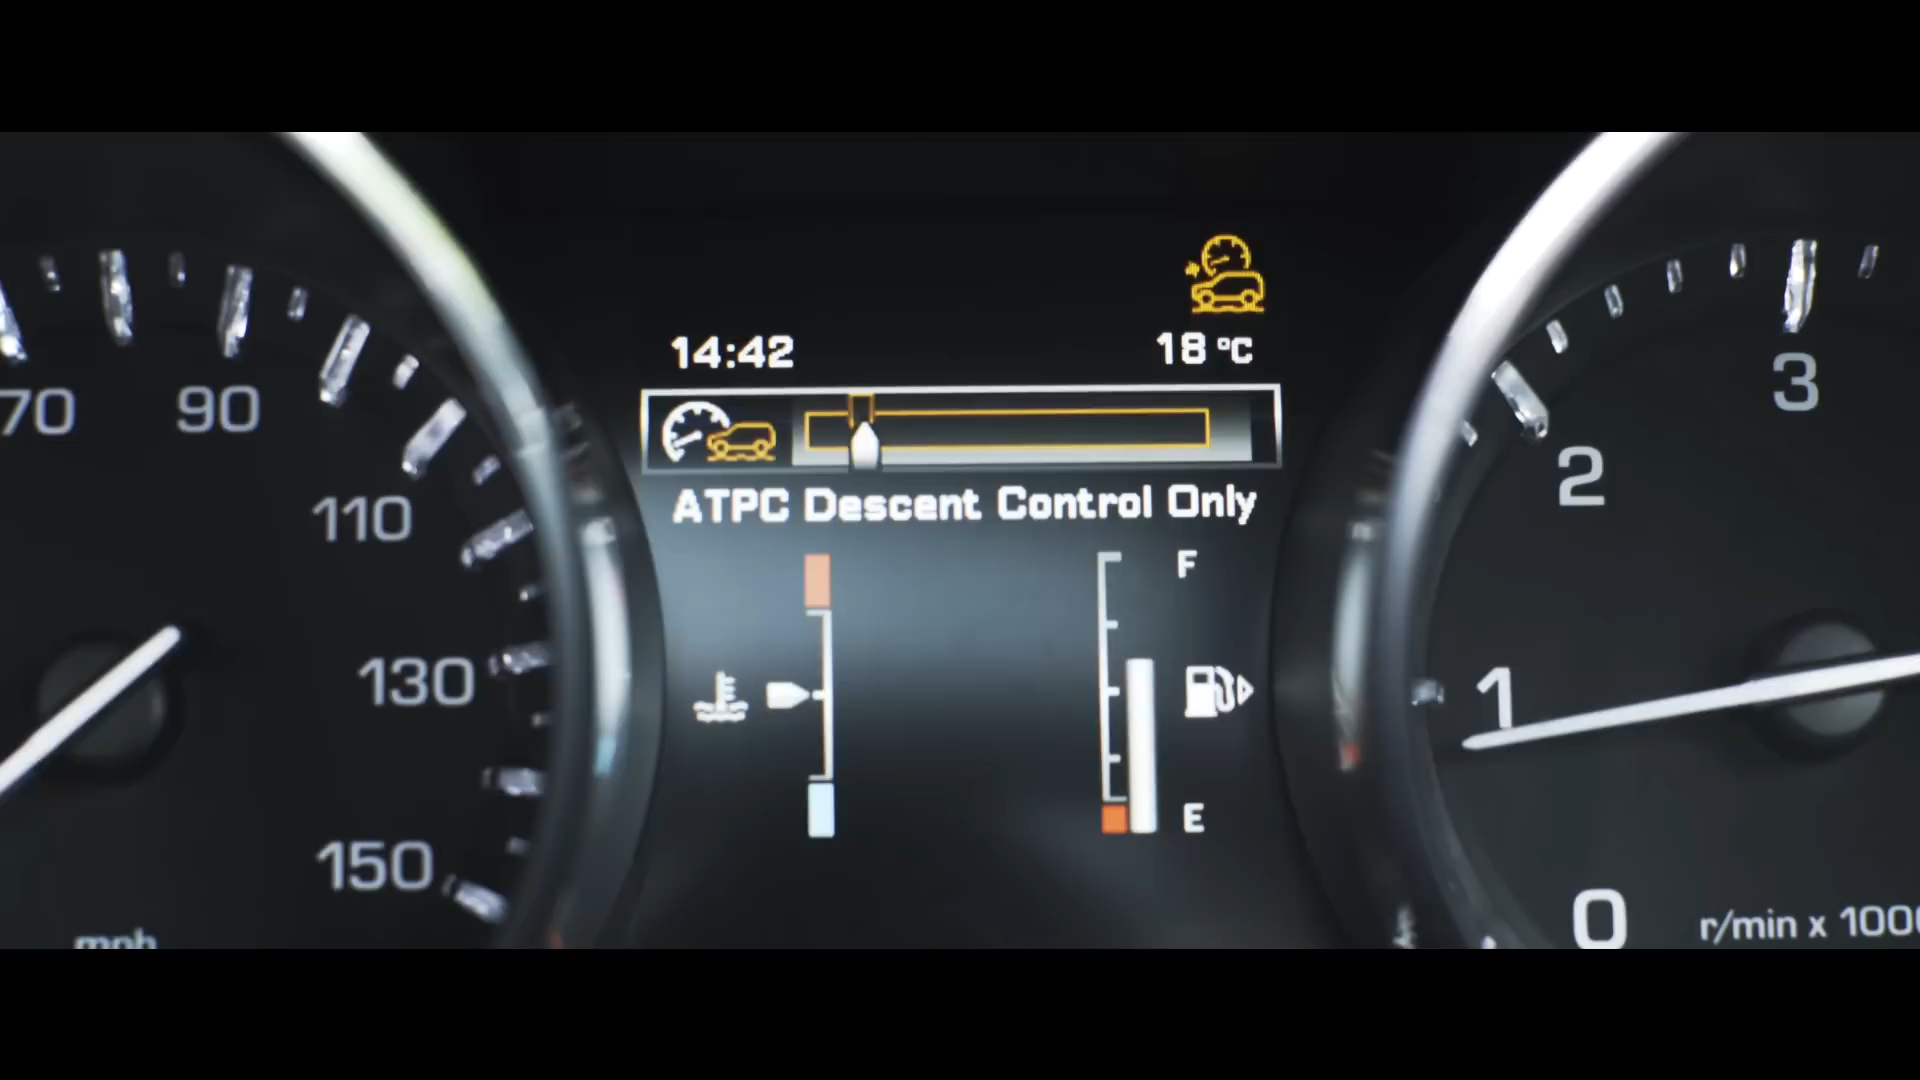 14:42
18 °C
ATPC Descent Control Only
F
E
70
90
110
130
150
mph
3
2
1
0
r/min x 1000